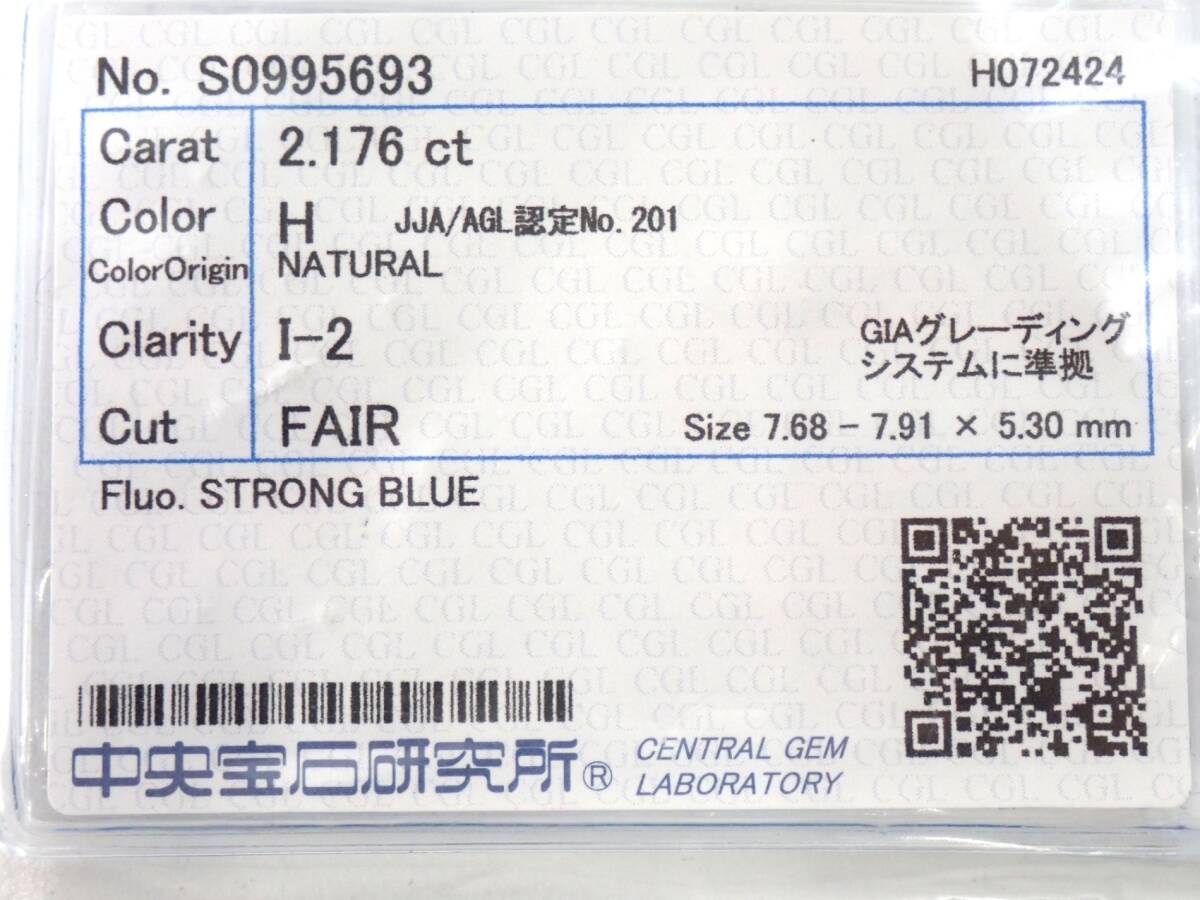 No. S0995693 H072424
Carat 2.176 ct
Color H JJA/AGL認定No.201
ColorOrigin NATURAL
Clarity I-2 GIAグレーディング
システムに準拠
Cut FAIR Size 7.68 - 7.91 × 5.30 mm
Fluo. STRONG BLUE
中央宝石研究所® CENTRAL GEM
LABORATORY